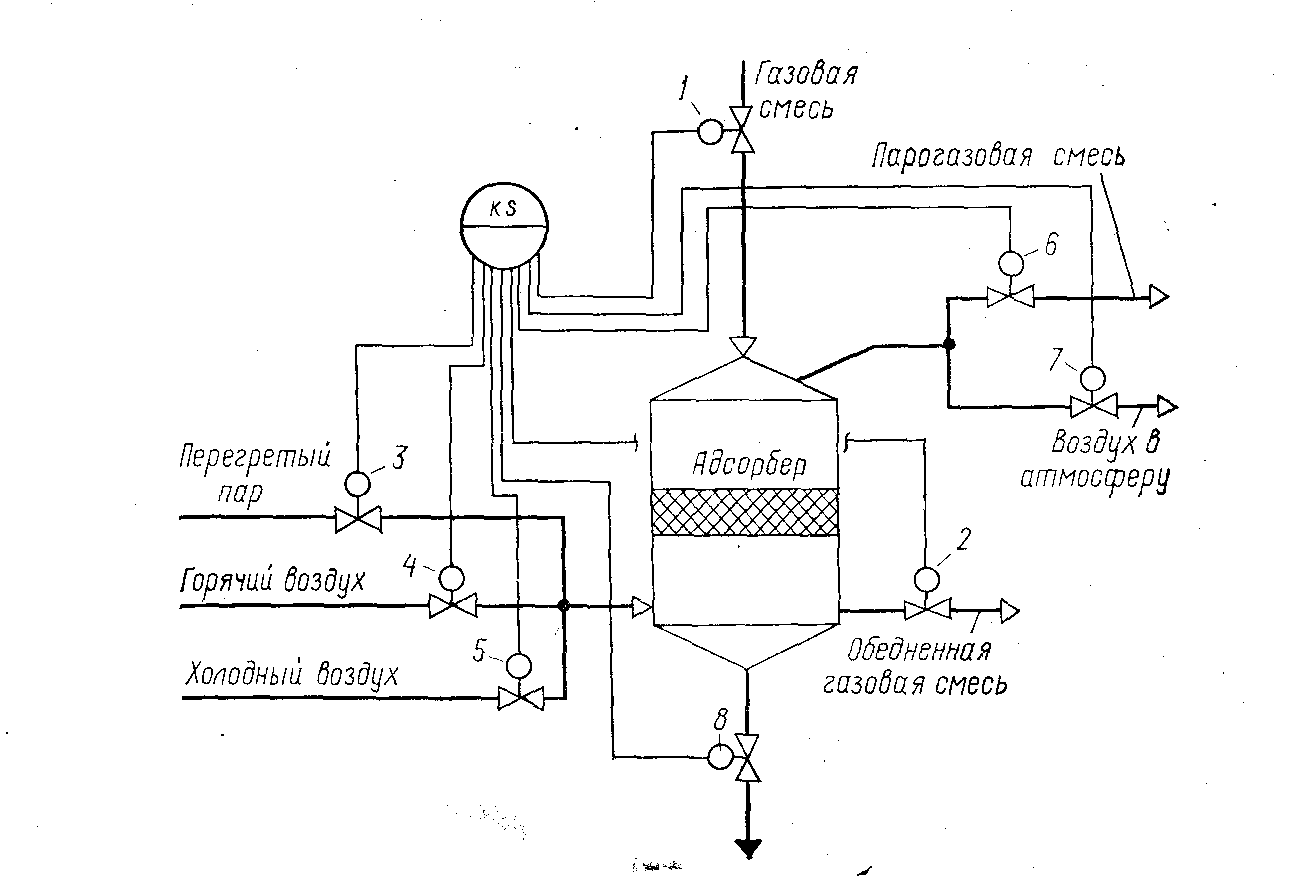 1
Газовая
смесь
Парогазовая смесь
KS
6
7
Воздух в
атмосферу
Перегретый
пар
3
Адсорбер
2
Горячий воздух
4
Обедненная
газовая смесь
5
Холодный воздух
8